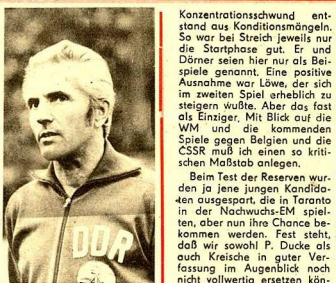 Konzentrationsschwund ent-
stand aus Konditionsmängeln.
So war bei Streich jeweils nur
die Startphase gut. Er und
Dörner seien hier nur als Bei-
spiele genannt. Eine positive
Ausnahme war Löwe, der sich
im zweiten Spiel erheblich zu
steigern wußte. Aber das fast
als Einziger. Mit Blick auf die
WM und die kommenden
Spiele gegen Belgien und die
ČSSR muß ich einen so kriti-
schen Maßstab anlegen.
Beim Test der Reserven wur-
den ja jene jungen Kandida-
ten ausgespart, die in Taranto
in der Nachwuchs-EM spiel-
ten, aber nun ihre Chance be-
kommen werden. Fest steht,
daß wir sowohl P. Ducke als
auch Kreische in guter Ver-
fassung im Augenblick noch
nicht vollwertig ersetzen kön-
DDR